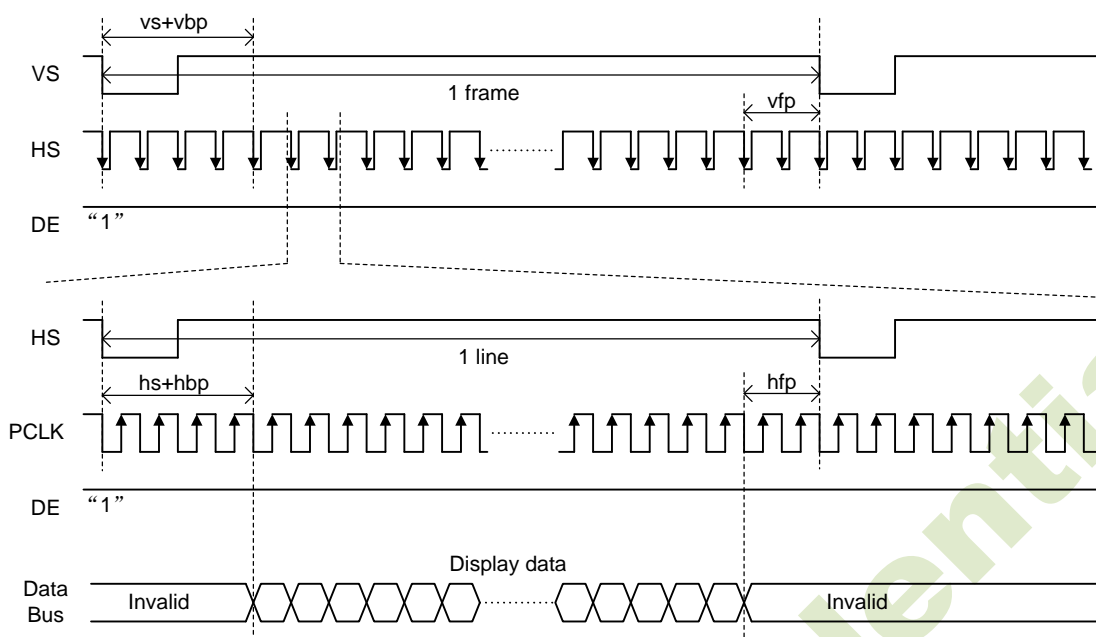 vs+vbp
VS
1 frame
vfp
HS
DE
“1”
HS
1 line
hs+hbp
hfp
PCLK
DE
“1”
Display data
Data
Bus
Invalid
Invalid